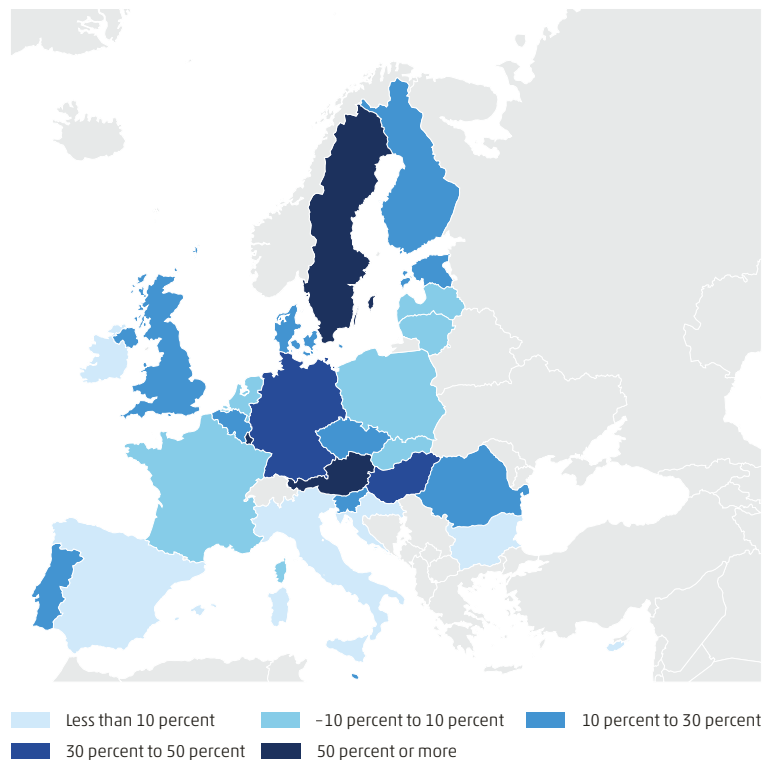 Less than 10 percent
−10 percent to 10 percent
10 percent to 30 percent
30 percent to 50 percent
50 percent or more